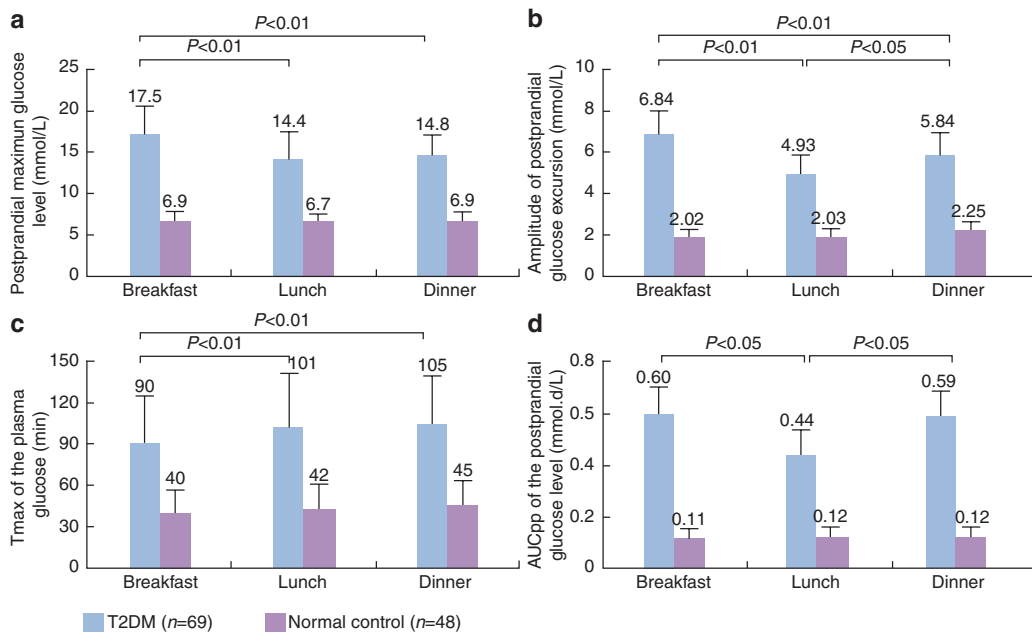 a
P<0.01
P<0.01
Postprandial maximun glucose
level (mmol/L)
25
20
15
10
5
0
17.5
6.9
14.4
6.7
14.8
6.9
Breakfast
Lunch
Dinner
b
P<0.01
P<0.01
P<0.05
Amplitude of postprandial
glucose excursion (mmol/L)
10
8
6
4
2
0
6.84
2.02
4.93
2.03
5.84
2.25
Breakfast
Lunch
Dinner
c
P<0.01
P<0.01
Tmax of the plasma
glucose (min)
150
120
90
60
30
0
90
40
101
42
105
45
Breakfast
Lunch
Dinner
d
P<0.05
P<0.05
AUCpp of the postprandial
glucose level (mmol.d/L)
0.8
0.5
0.4
0.2
0
0.60
0.11
0.44
0.12
0.59
0.12
Breakfast
Lunch
Dinner
T2DM (n=69)
Normal control (n=48)